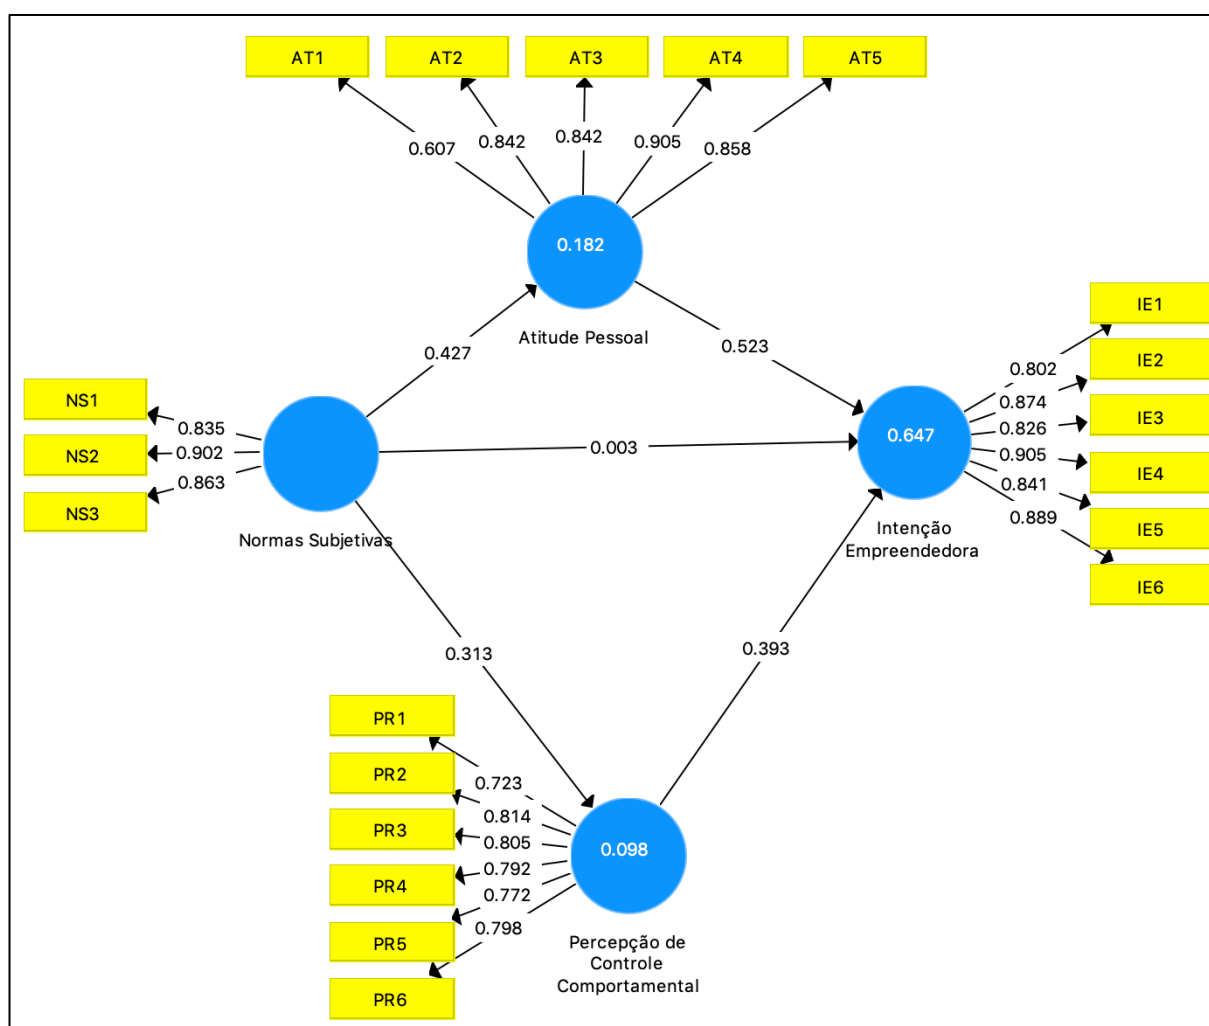 AT1
AT2
AT3
AT4
AT5
0.607
0.842
0.842
0.905
0.858
0.182
Atitude Pessoal
0.427
0.523
NS1
NS2
NS3
0.835
0.902
0.863
Normas Subjetivas
0.003
0.647
Intenção
Empreendedora
IE1
IE2
IE3
IE4
IE5
IE6
0.802
0.874
0.826
0.905
0.841
0.889
0.313
0.393
PR1
PR2
PR3
PR4
PR5
PR6
0.723
0.814
0.805
0.792
0.772
0.798
0.098
Percepção de
Controle
Comportamental